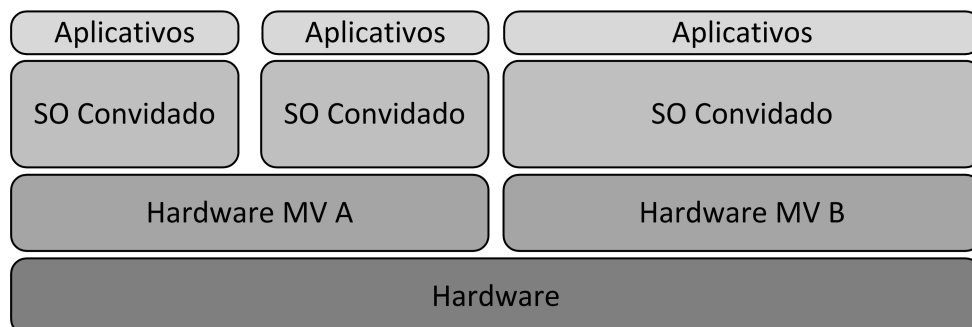 Aplicativos
Aplicativos
Aplicativos
SO Convidado
SO Convidado
SO Convidado
Hardware MV A
Hardware MV B
Hardware